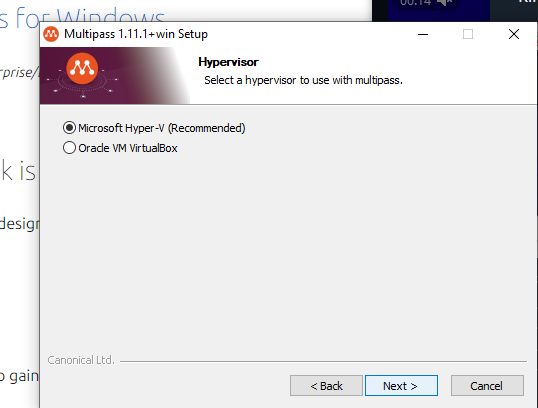 s for Windows
00:14
Multipass 1.11.1+win Setup
Hypervisor
Select a hypervisor to use with multipass.
Microsoft Hyper-V (Recommended)
Oracle VM VirtualBox
k is
design
Canonical Ltd.
gain
< Back
Next >
Cancel